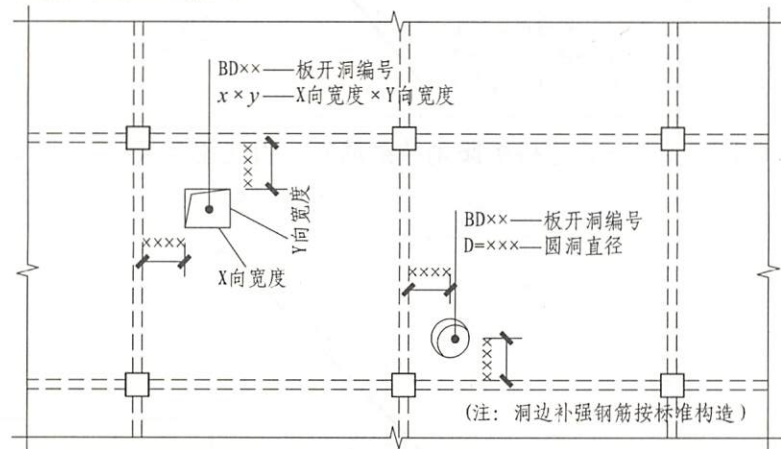 BD××——板开洞编号
x × y——X向宽度 × Y向宽度
××××
Y向宽度
××××
X向宽度
BD××——板开洞编号
D=×××——圆洞直径
××××
××××
(注: 洞边补强钢筋按标准构造)